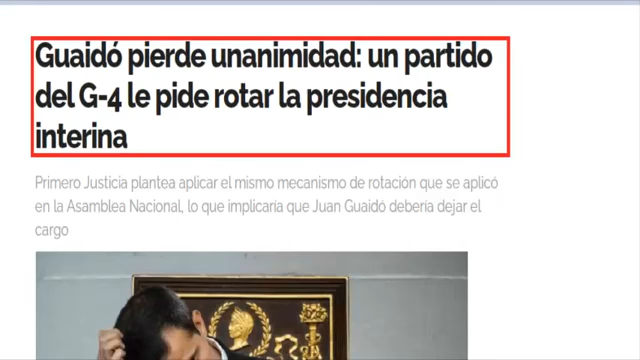 Guaidó pierde unanimidad: un partido
del G-4 le pide rotar la presidencia
interina
Primero Justicia plantea aplicar el mismo mecanismo de rotación que se aplicó
en la Asamblea Nacional, lo que implicaría que Juan Guaidó debería dejar el
cargo